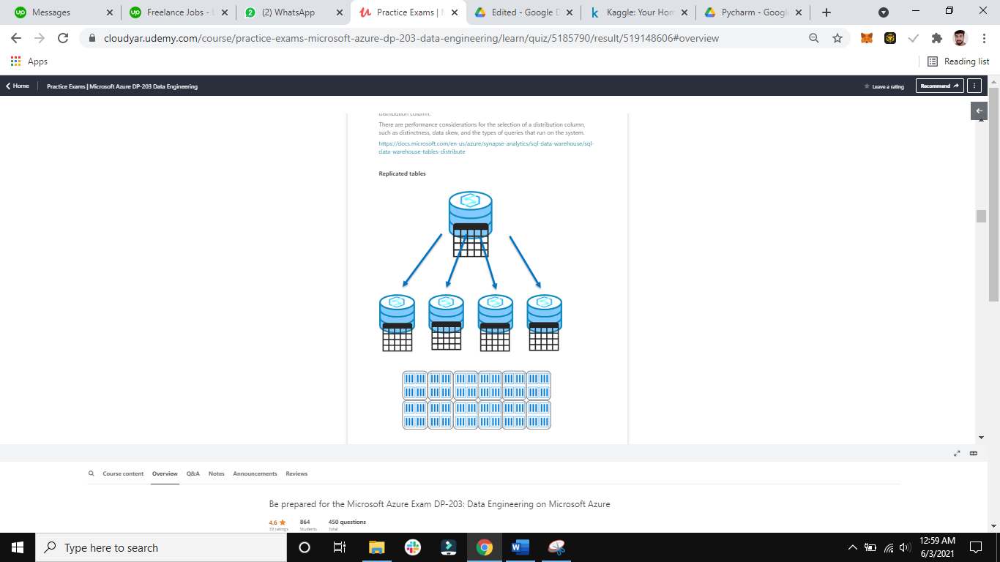 Messages
Freelance Jobs - U
(2) WhatsApp
Practice Exams | M
Edited - Google D
Kaggle: Your Hom
Pycharm - Google
cloudyar.udemy.com/course/practice-exams-microsoft-azure-dp-203-data-engineering/learn/quiz/5185790/result/519148606#overview
Apps
Reading list
Home
Practice Exams | Microsoft Azure DP-203 Data Engineering
Leave a rating
Recommend
distribution column.
There are performance considerations for the selection of a distribution column,
such as distinctness, data skew, and the types of queries that run on the system.
https://docs.microsoft.com/en-us/azure/synapse-analytics/sql-data-warehouse/sql-
data-warehouse-tables-distribute
Replicated tables
Course content
Overview
Q&A
Notes
Announcements
Reviews
Be prepared for the Microsoft Azure Exam DP-203: Data Engineering on Microsoft Azure
4.6
864
450 questions
39 ratings
Students
Total
Type here to search
12:59 AM
6/3/2021